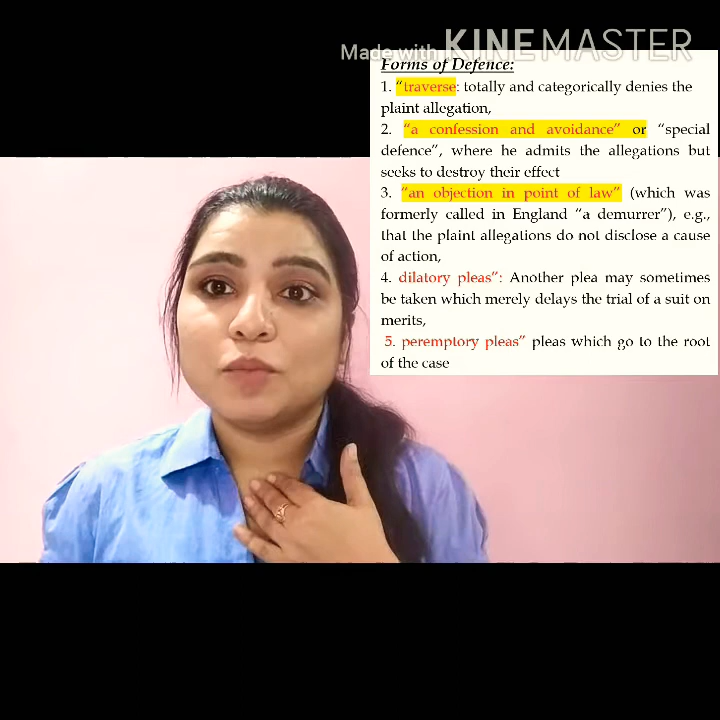 Made with KINEMASTER
Forms of Defence:
1. “traverse: totally and categorically denies the
plaint allegation,
2. “a confession and avoidance” or “special
defence”, where he admits the allegations but
seeks to destroy their effect
3. “an objection in point of law” (which was
formerly called in England “a demurrer”), e.g.,
that the plaint allegations do not disclose a cause
of action,
4. dilatory pleas”: Another plea may sometimes
be taken which merely delays the trial of a suit on
merits,
5. peremptory pleas” pleas which go to the root
of the case